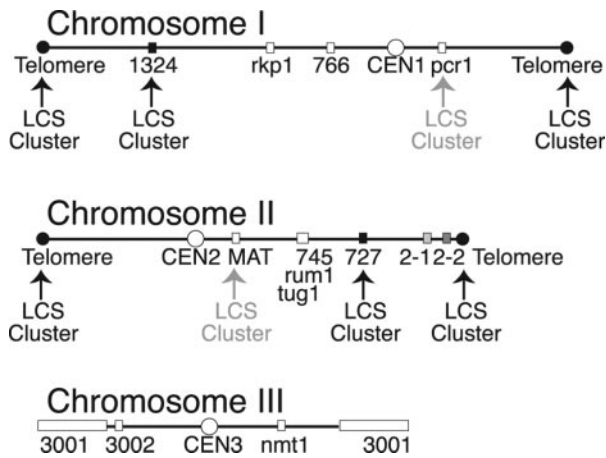 Chromosome I
Telomere 1324 rkp1 766 CEN1 pcr1 Telomere
LCS LCS LCS LCS
Cluster Cluster Cluster Cluster
Chromosome II
Telomere CEN2 MAT 745 727 2-1 2-2 Telomere
rum1
tug1
LCS LCS LCS LCS
Cluster Cluster Cluster Cluster
Chromosome III
3001 3002 CEN3 nmt1 3001